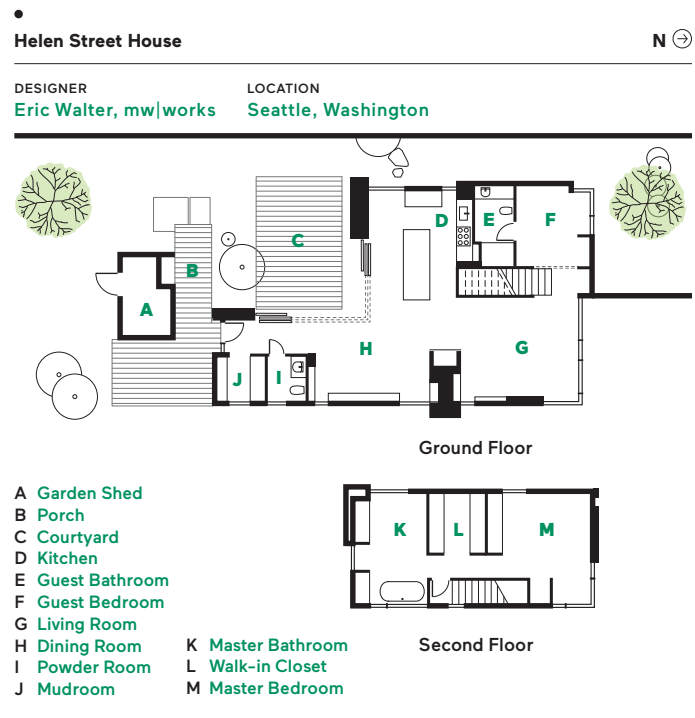 Helen Street House
N
DESIGNER
Eric Walter, mw|works
LOCATION
Seattle, Washington
A
B
C
D
E
F
G
H
I
J
Ground Floor
K
L
M
Second Floor
A Garden Shed
B Porch
C Courtyard
D Kitchen
E Guest Bathroom
F Guest Bedroom
G Living Room
H Dining Room
I Powder Room
J Mudroom
K Master Bathroom
L Walk-in Closet
M Master Bedroom